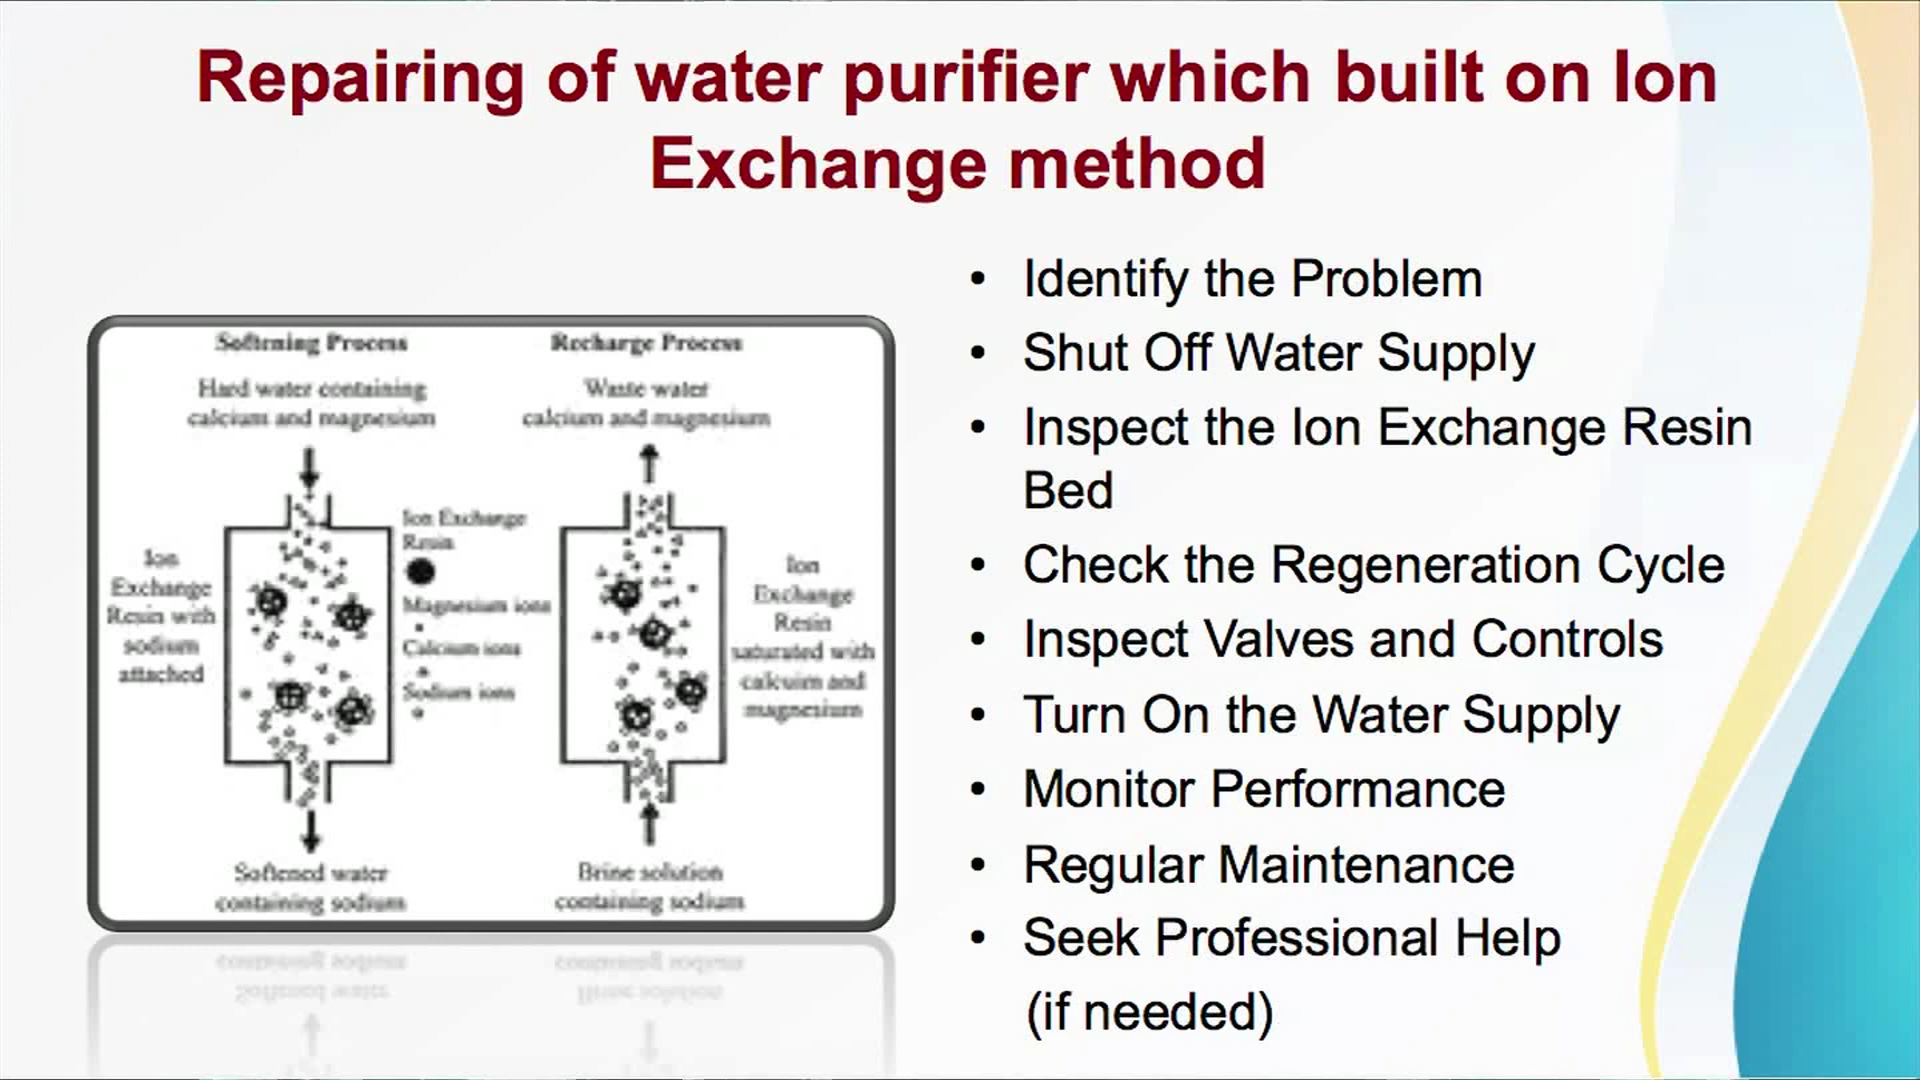 Repairing of water purifier which built on Ion
Exchange method
Softening Process
Hard water containing
calcium and magnesium
Ion
Exchange
Resin with
sodium
attached
Ion Exchange
Resin
Magnesium ions
Calcium ions
Sodium ions
Softened water
containing sodium
Recharge Process
Waste water
calcium and magnesium
Ion
Exchange
Resin
saturated with
calcuim and
magnesium
Brine solution
containing sodium
• Identify the Problem
• Shut Off Water Supply
• Inspect the Ion Exchange Resin
Bed
• Check the Regeneration Cycle
• Inspect Valves and Controls
• Turn On the Water Supply
• Monitor Performance
• Regular Maintenance
• Seek Professional Help
(if needed)